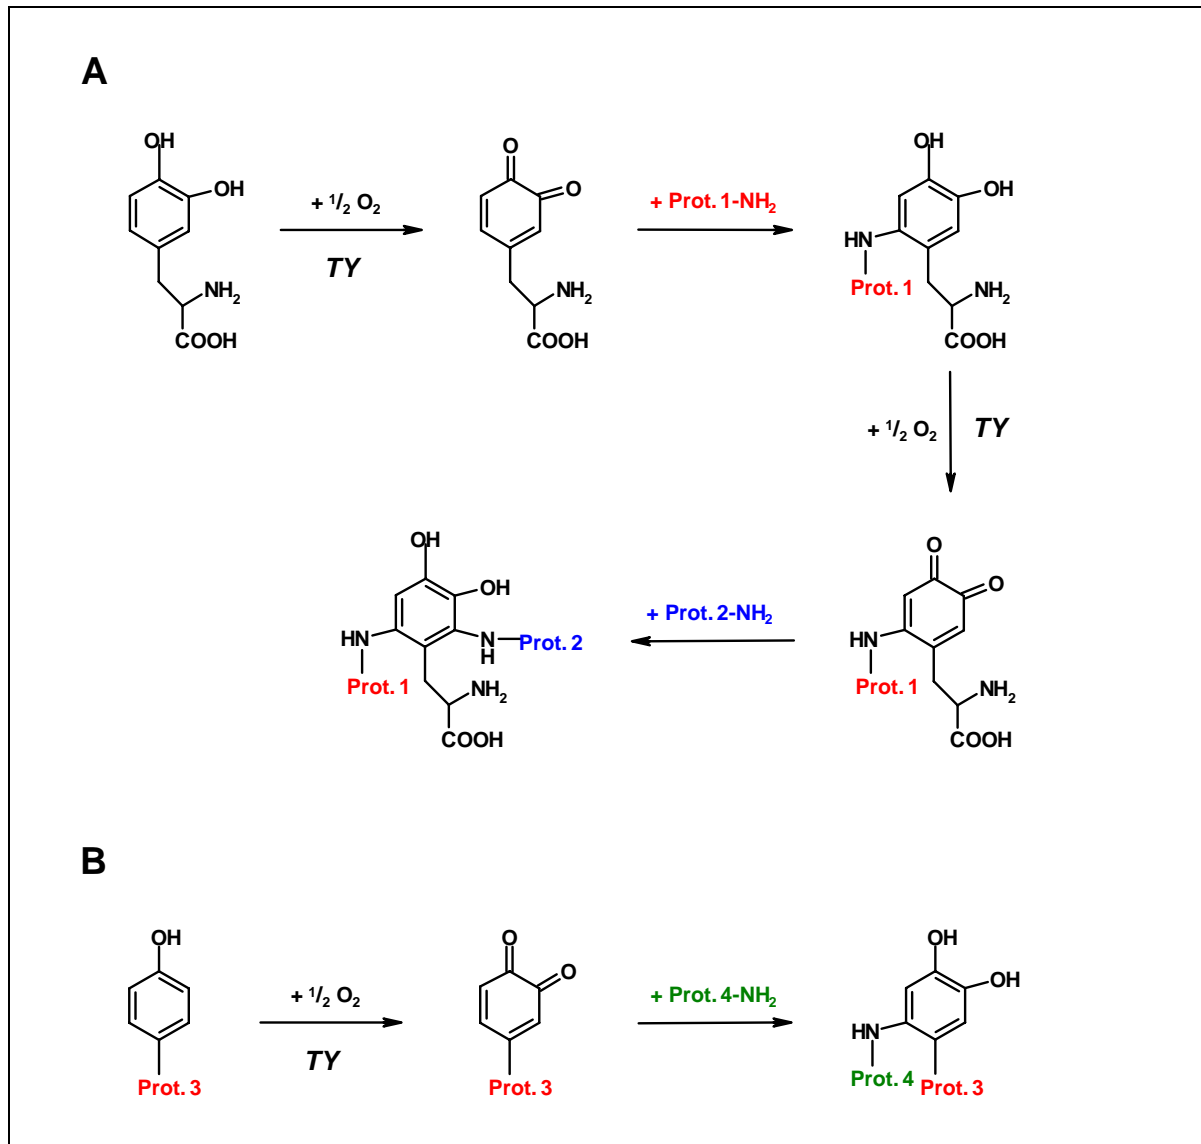 A
OH
OH
NH2
COOH
+ 1/2 O2
TY
O
O
NH2
COOH
+ Prot. 1-NH2
OH
OH
HN
Prot. 1
NH2
COOH
+ 1/2 O2
TY
O
O
HN
Prot. 1
NH2
COOH
+ Prot. 2-NH2
OH
OH
HN
N
H
Prot. 2
Prot. 1
NH2
COOH
B
OH
Prot. 3
+ 1/2 O2
TY
O
O
Prot. 3
+ Prot. 4-NH2
OH
OH
HN
Prot. 4
Prot. 3